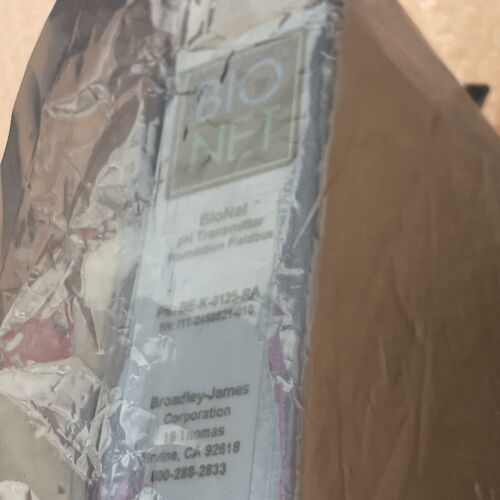 BIO
NET
BioNet
pH Transmitter
Foundation Fieldbus
Broadley-James
Corporation
19 Thomas
Irvine, CA 92618
800-288-2833